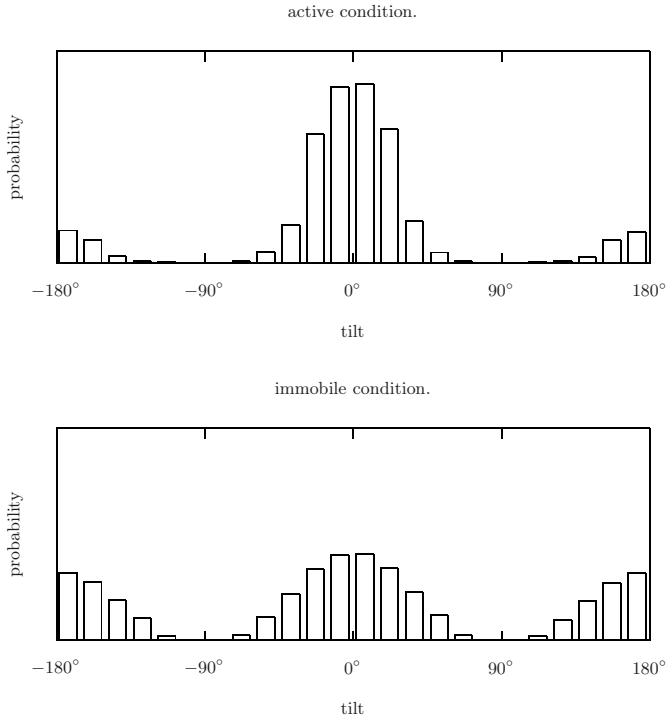 active condition.
probability
−180° −90° 0° 90° 180°
tilt
immobile condition.
probability
−180° −90° 0° 90° 180°
tilt